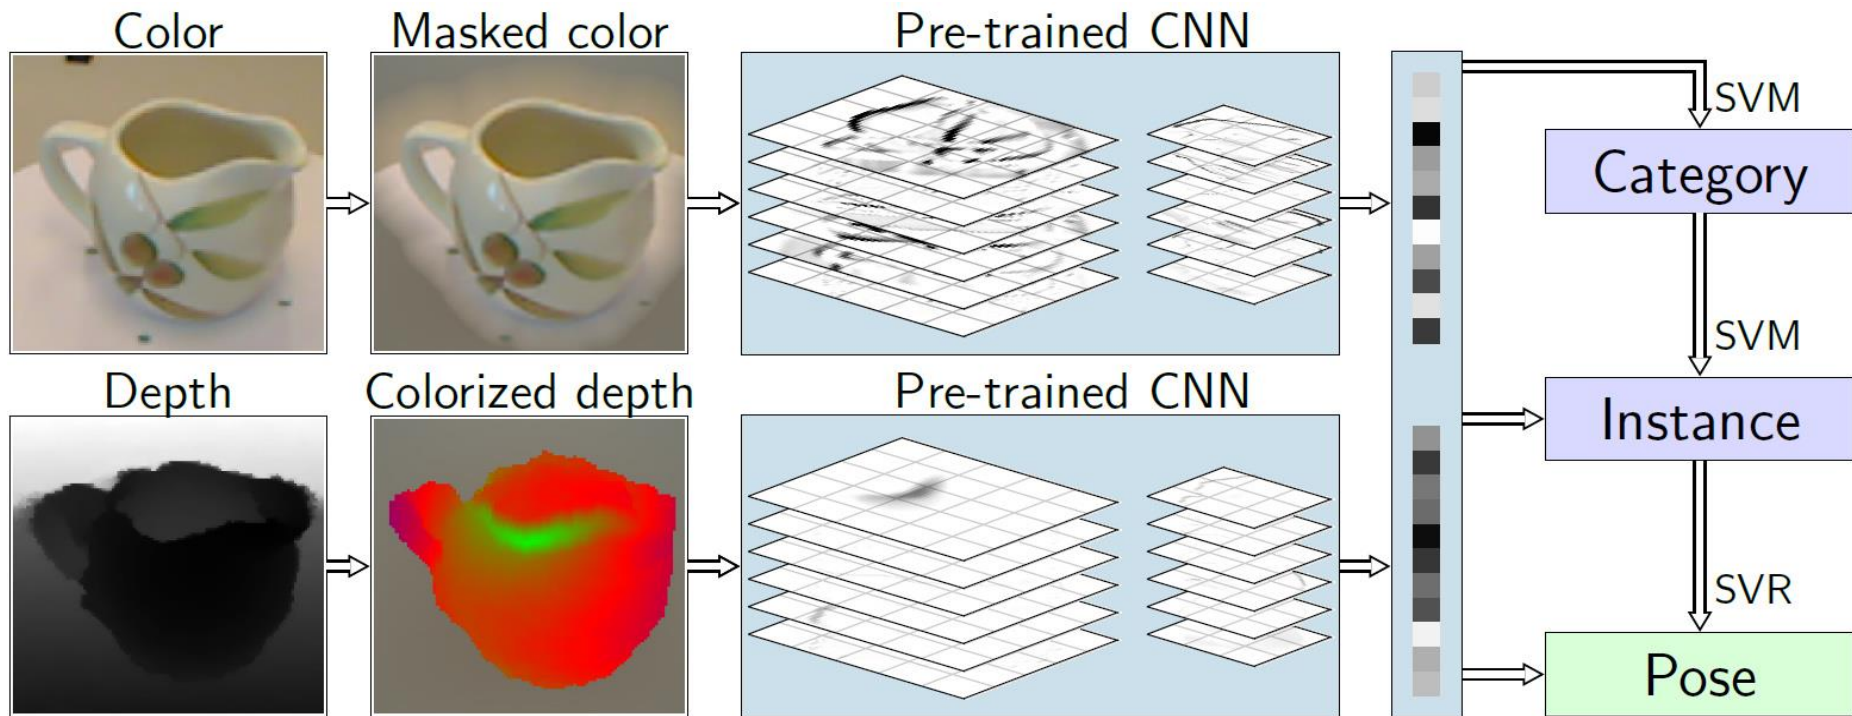 Color
Masked color
Pre-trained CNN
SVM
Category
SVM
Depth
Colorized depth
Pre-trained CNN
Instance
SVR
Pose